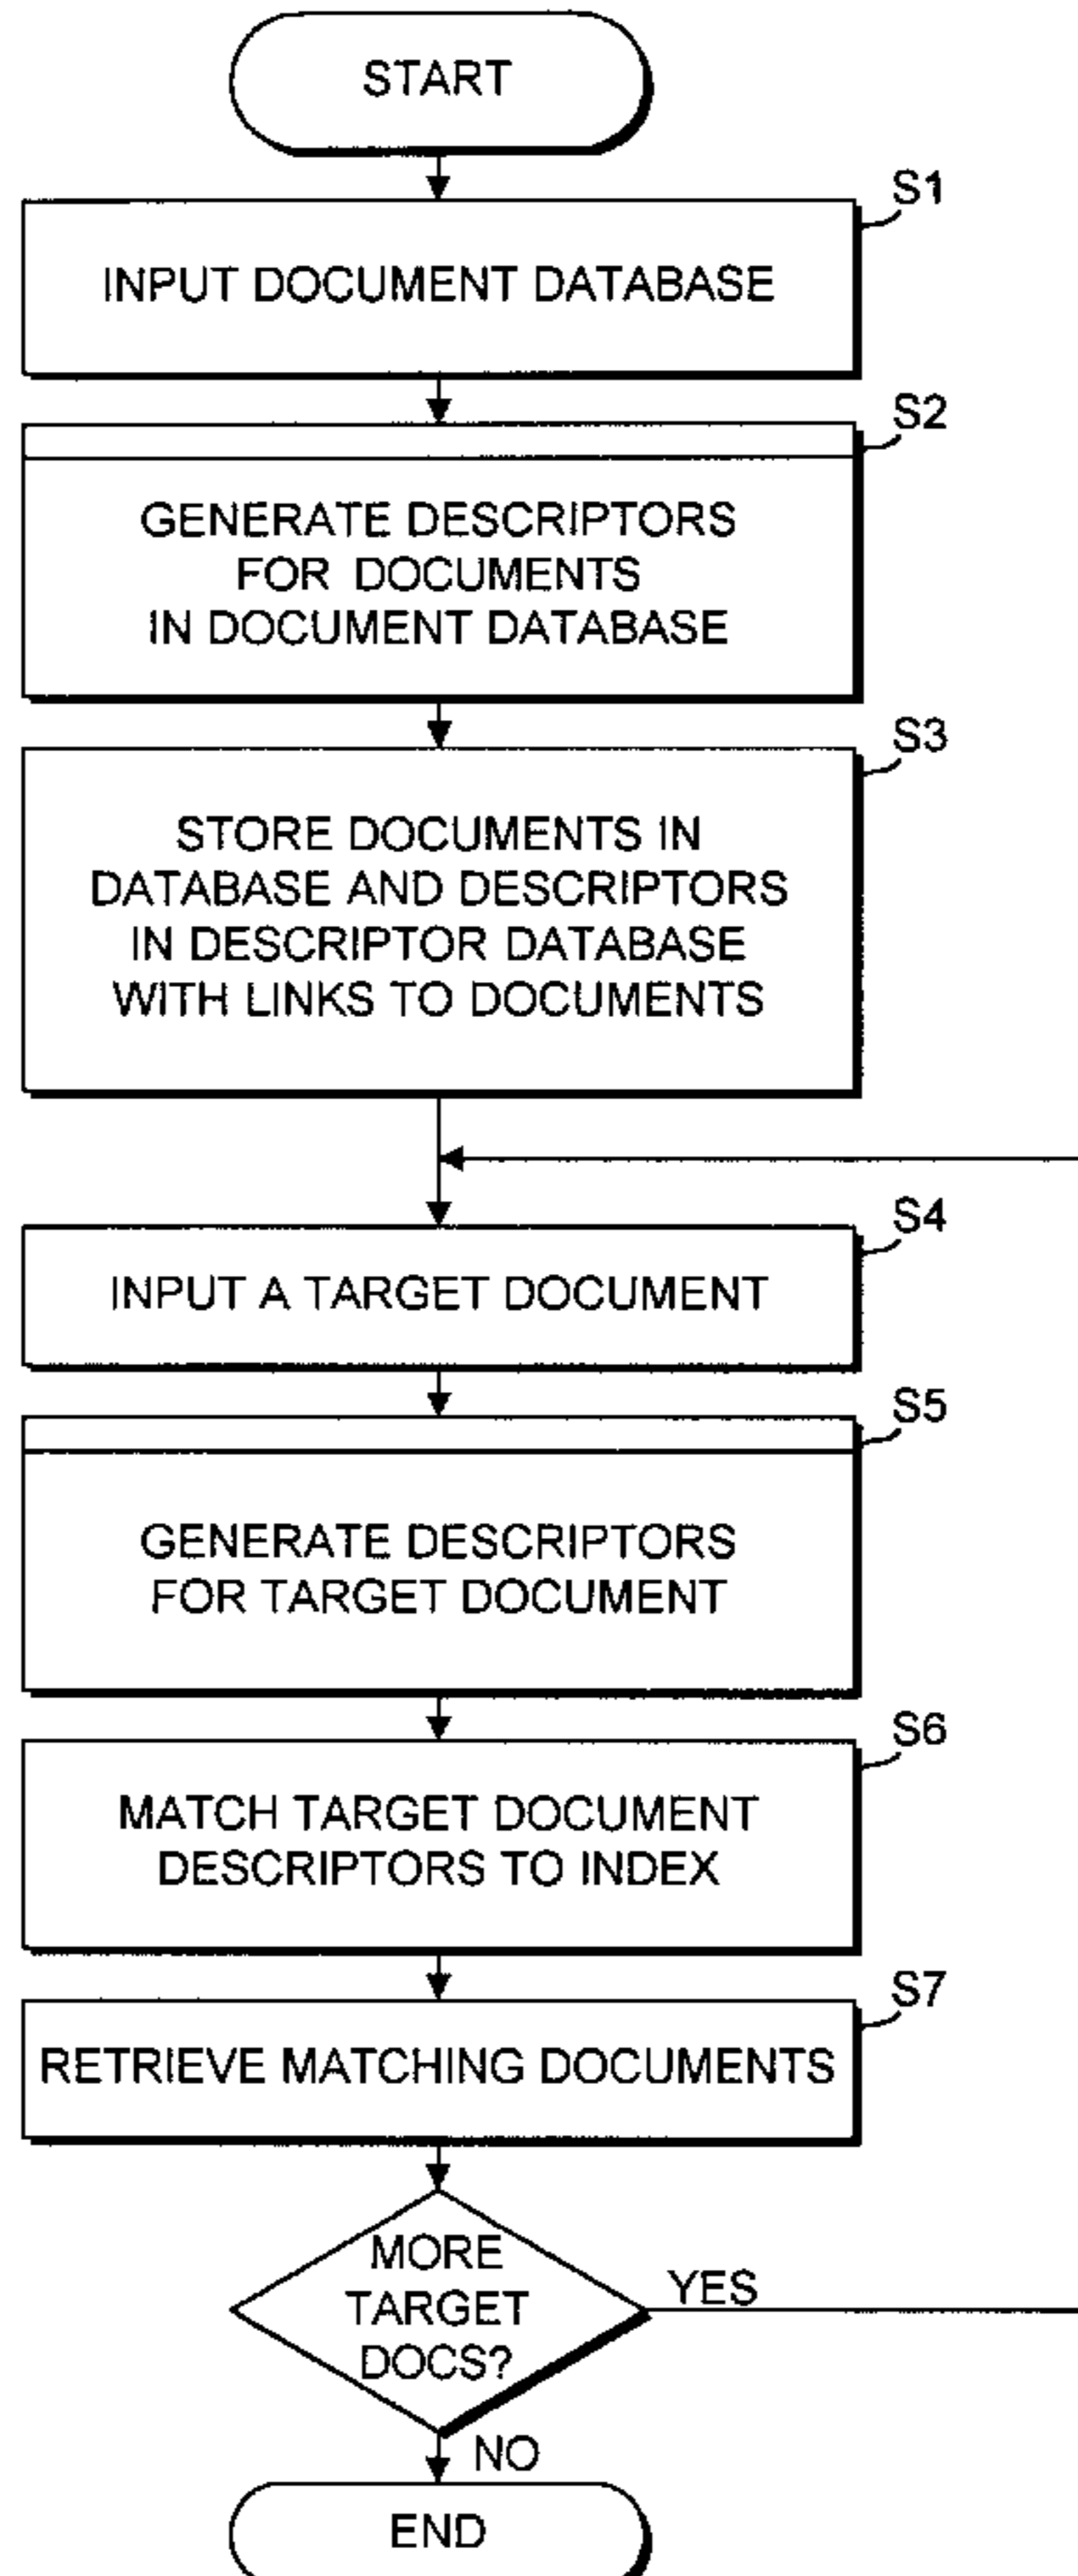 START
S1
INPUT DOCUMENT DATABASE
S2
GENERATE DESCRIPTORS
FOR DOCUMENTS
IN DOCUMENT DATABASE
S3
STORE DOCUMENTS IN
DATABASE AND DESCRIPTORS
IN DESCRIPTOR DATABASE
WITH LINKS TO DOCUMENTS
S4
INPUT A TARGET DOCUMENT
S5
GENERATE DESCRIPTORS
FOR TARGET DOCUMENT
S6
MATCH TARGET DOCUMENT
DESCRIPTORS TO INDEX
S7
RETRIEVE MATCHING DOCUMENTS
MORE
TARGET
DOCS?
YES
NO
END